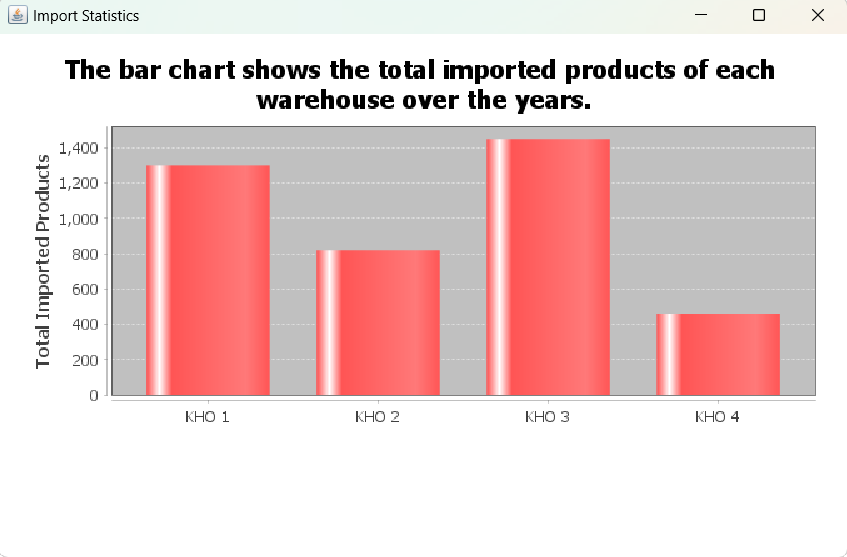 Import Statistics
The bar chart shows the total imported products of each
warehouse over the years.
Total Imported Products
1,400
1,200
1,000
800
600
400
200
0
KHO 1
KHO 2
KHO 3
KHO 4